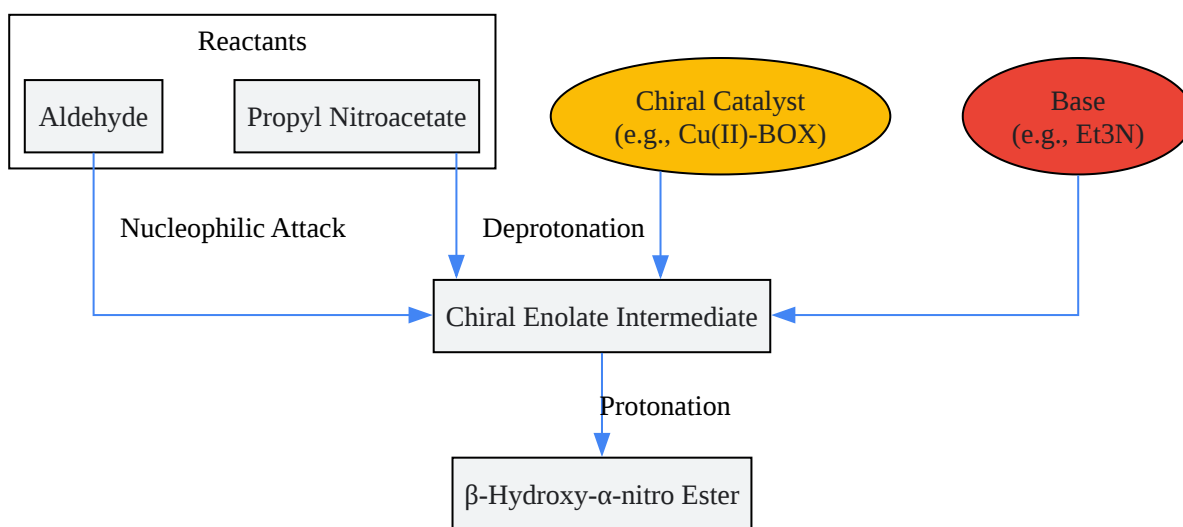 Reactants
Aldehyde
Propyl Nitroacetate
Chiral Catalyst
(e.g., Cu(II)-BOX)
Base
(e.g., Et3N)
Nucleophilic Attack
Deprotonation
Chiral Enolate Intermediate
Protonation
β-Hydroxy-α-nitro Ester